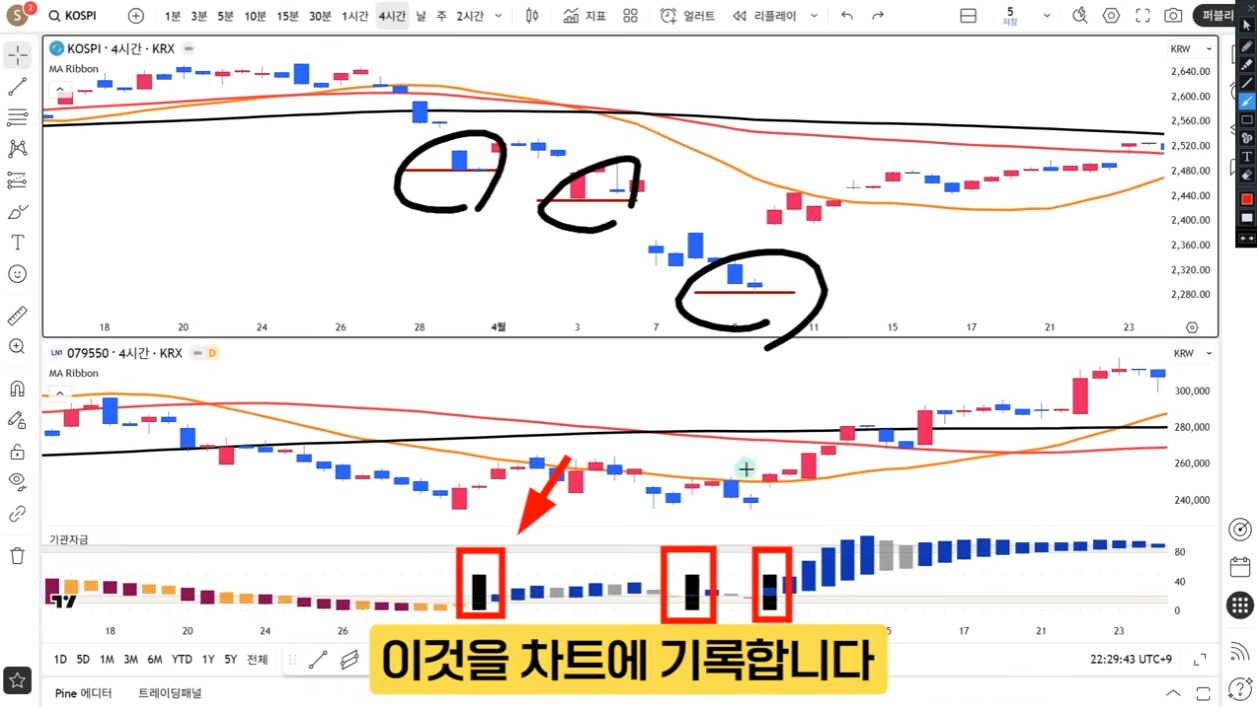 S 2 KOSPI 1분 3분 5분 10분 15분 30분 1시간 4시간 날 주 2시간 지표 얼러트 리플레이 5 저장 퍼블리
KOSPI · 4시간 · KRX
KRW
MA Ribbon
2,640.00
2,600.00
2,560.00
2,520.00
2,480.00
2,440.00
2,400.00
2,360.00
2,320.00
2,280.00
18 20 24 26 28 4월 3 7 9 11 15 17 21 23
LN1 079550 · 4시간 · KRX D
KRW
MA Ribbon
300,000
280,000
260,000
240,000
기관자금
80
40
0
18 20 24 26 17 21 23
이것을 차트에 기록합니다
1D 5D 1M 3M 6M YTD 1Y 5Y 전체
22:29:43 UTC+9
Pine 에디터 트레이딩패널